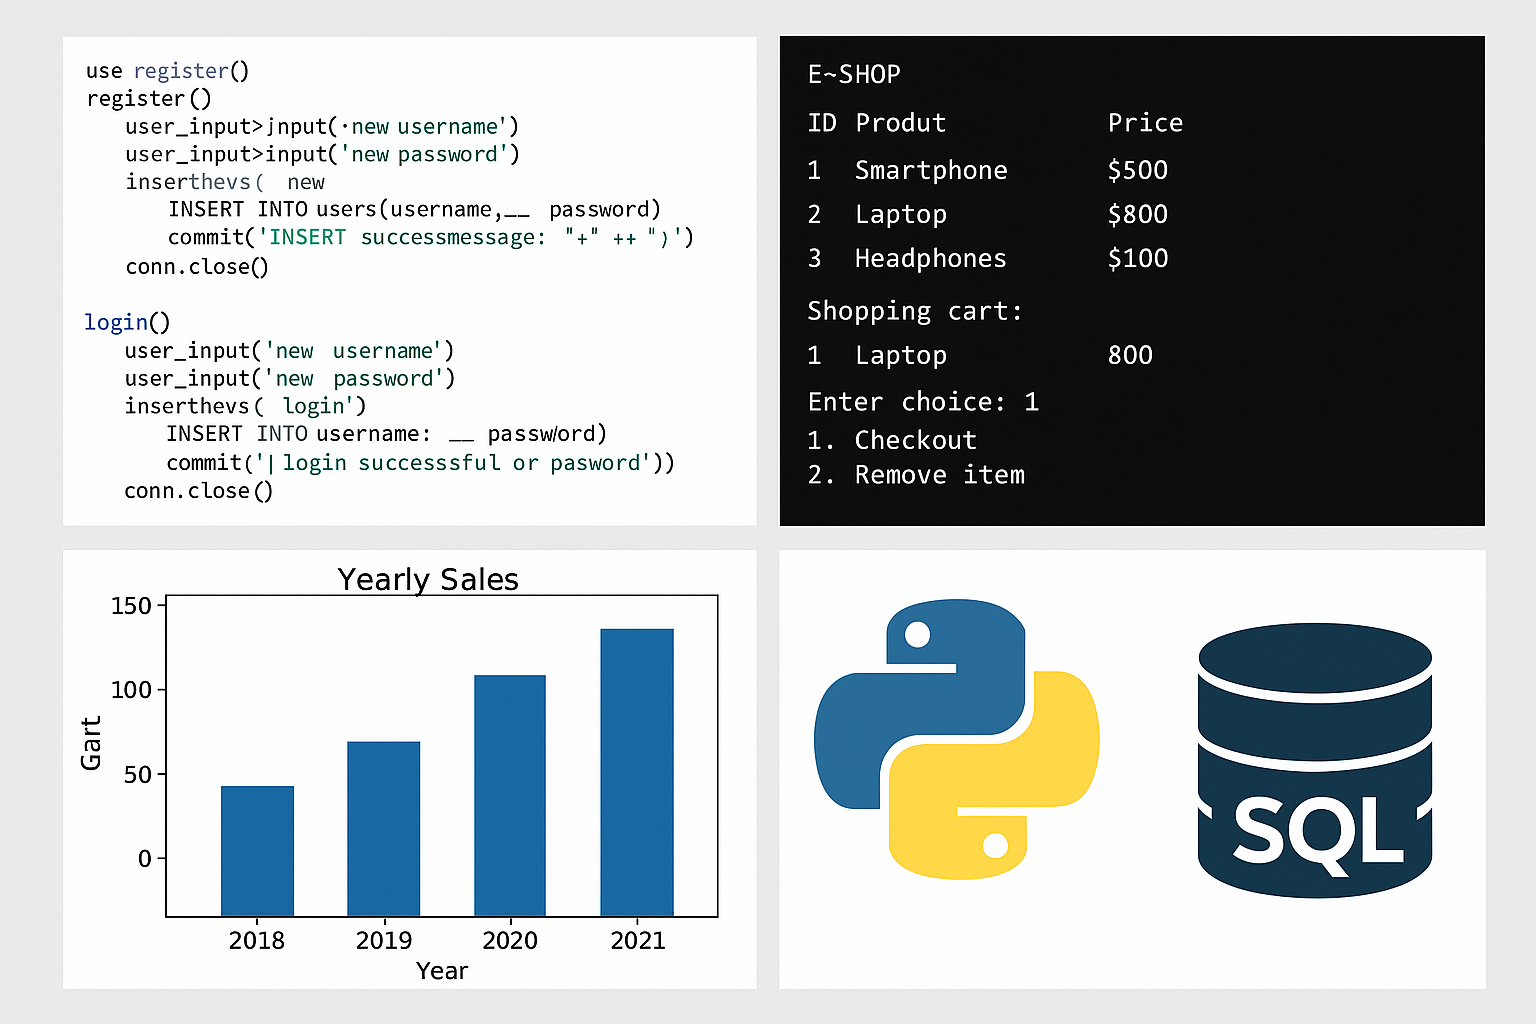 use register()
register()
user_input>input(·new username')
user_input>input('new password')
inserthevs( new
INSERT INTO users(username,__ password)
commit('INSERT successmessage: "+" ++ ")')
conn.close()
login()
user_input('new username')
user_input('new password')
inserthevs( login')
INSERT INTO username: __ password)
commit('| login successsful or pasword'))
conn.close()
E~SHOP
ID Produt Price
1 Smartphone $500
2 Laptop $800
3 Headphones $100
Shopping cart:
1 Laptop 800
Enter choice: 1
1. Checkout
2. Remove item
Yearly Sales
150
100
50
0
Gart
2018 2019 2020 2021
Year
SQL